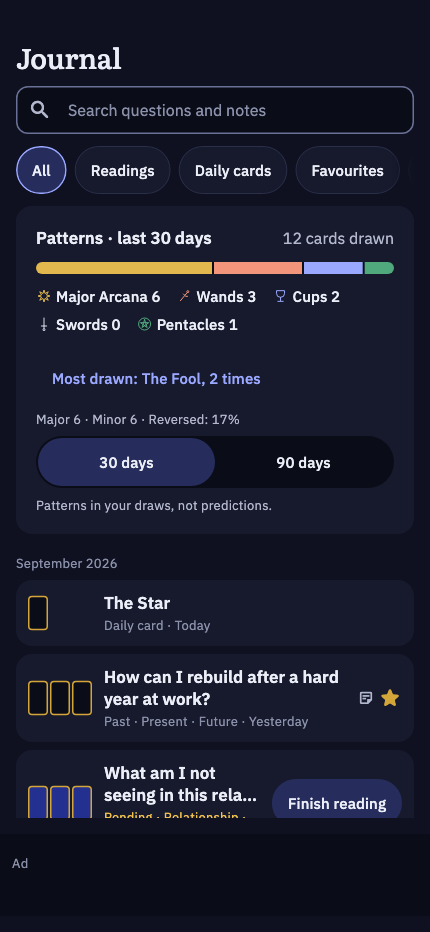 Journal
Search questions and notes
All
Readings
Daily cards
Favourites
Patterns · last 30 days
12 cards drawn
Major Arcana 6
Wands 3
Cups 2
Swords 0
Pentacles 1
Most drawn: The Fool, 2 times
Major 6 · Minor 6 · Reversed: 17%
30 days
90 days
Patterns in your draws, not predictions.
September 2026
The Star
Daily card · Today
How can I rebuild after a hard
year at work?
Past · Present · Future · Yesterday
What am I not
seeing in this rela...
Pending · Relationship ·
Finish reading
Ad